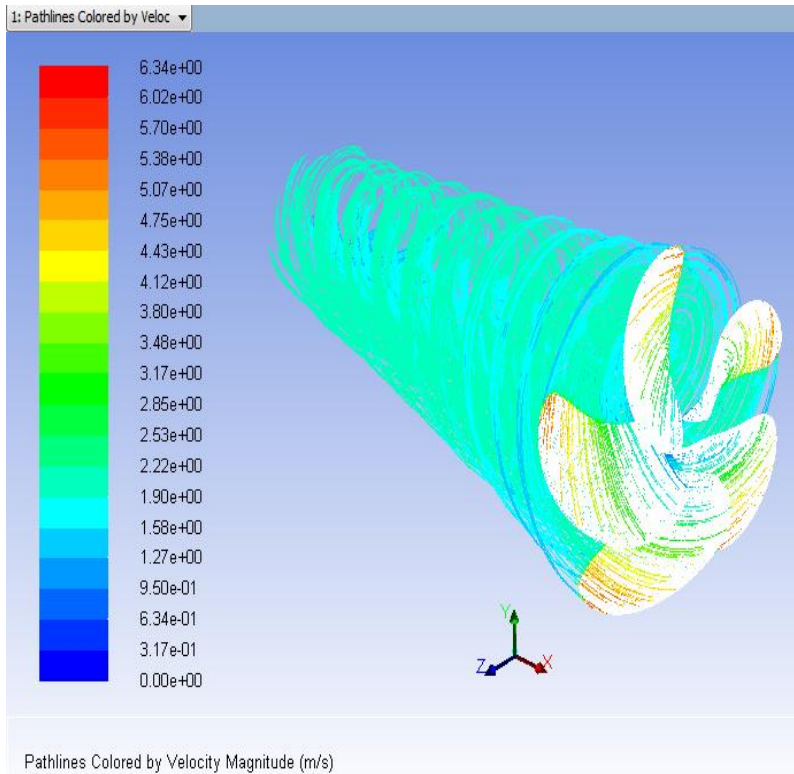 1: Pathlines Colored by Veloc
6.34e+00
6.02e+00
5.70e+00
5.38e+00
5.07e+00
4.75e+00
4.43e+00
4.12e+00
3.80e+00
3.48e+00
3.17e+00
2.85e+00
2.53e+00
2.22e+00
1.90e+00
1.58e+00
1.27e+00
9.50e-01
6.34e-01
3.17e-01
0.00e+00
Y
Z
X
Pathlines Colored by Velocity Magnitude (m/s)